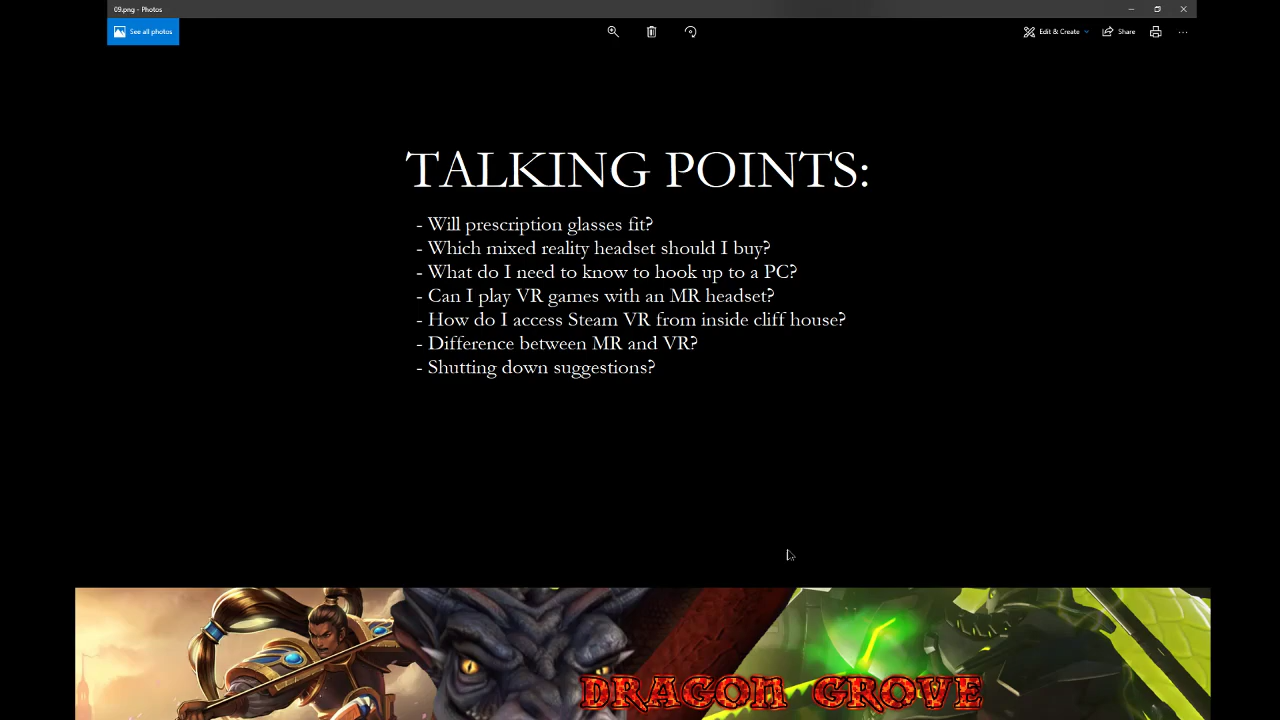 09.png - Photos
See all photos
Edit & Create
Share
TALKING POINTS:
- Will prescription glasses fit?
- Which mixed reality headset should I buy?
- What do I need to know to hook up to a PC?
- Can I play VR games with an MR headset?
- How do I access Steam VR from inside cliff house?
- Difference between MR and VR?
- Shutting down suggestions?
DRAGON GROVE